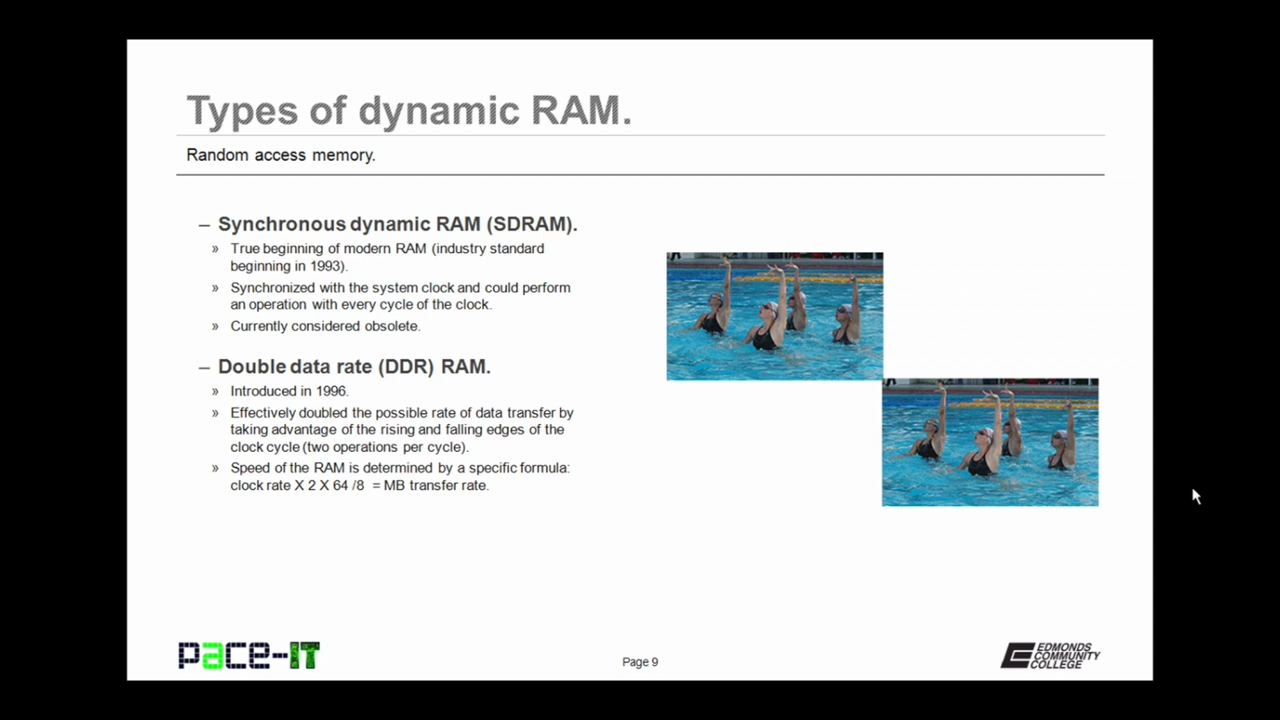 Types of dynamic RAM.
Random access memory.
– Synchronous dynamic RAM (SDRAM).
» True beginning of modern RAM (industry standard
beginning in 1993).
» Synchronized with the system clock and could perform
an operation with every cycle of the clock.
» Currently considered obsolete.
– Double data rate (DDR) RAM.
» Introduced in 1996.
» Effectively doubled the possible rate of data transfer by
taking advantage of the rising and falling edges of the
clock cycle (two operations per cycle).
» Speed of the RAM is determined by a specific formula:
clock rate X 2 X 64 /8 = MB transfer rate.
pace-IT
Page 9
EDMONDS
COMMUNITY
COLLEGE